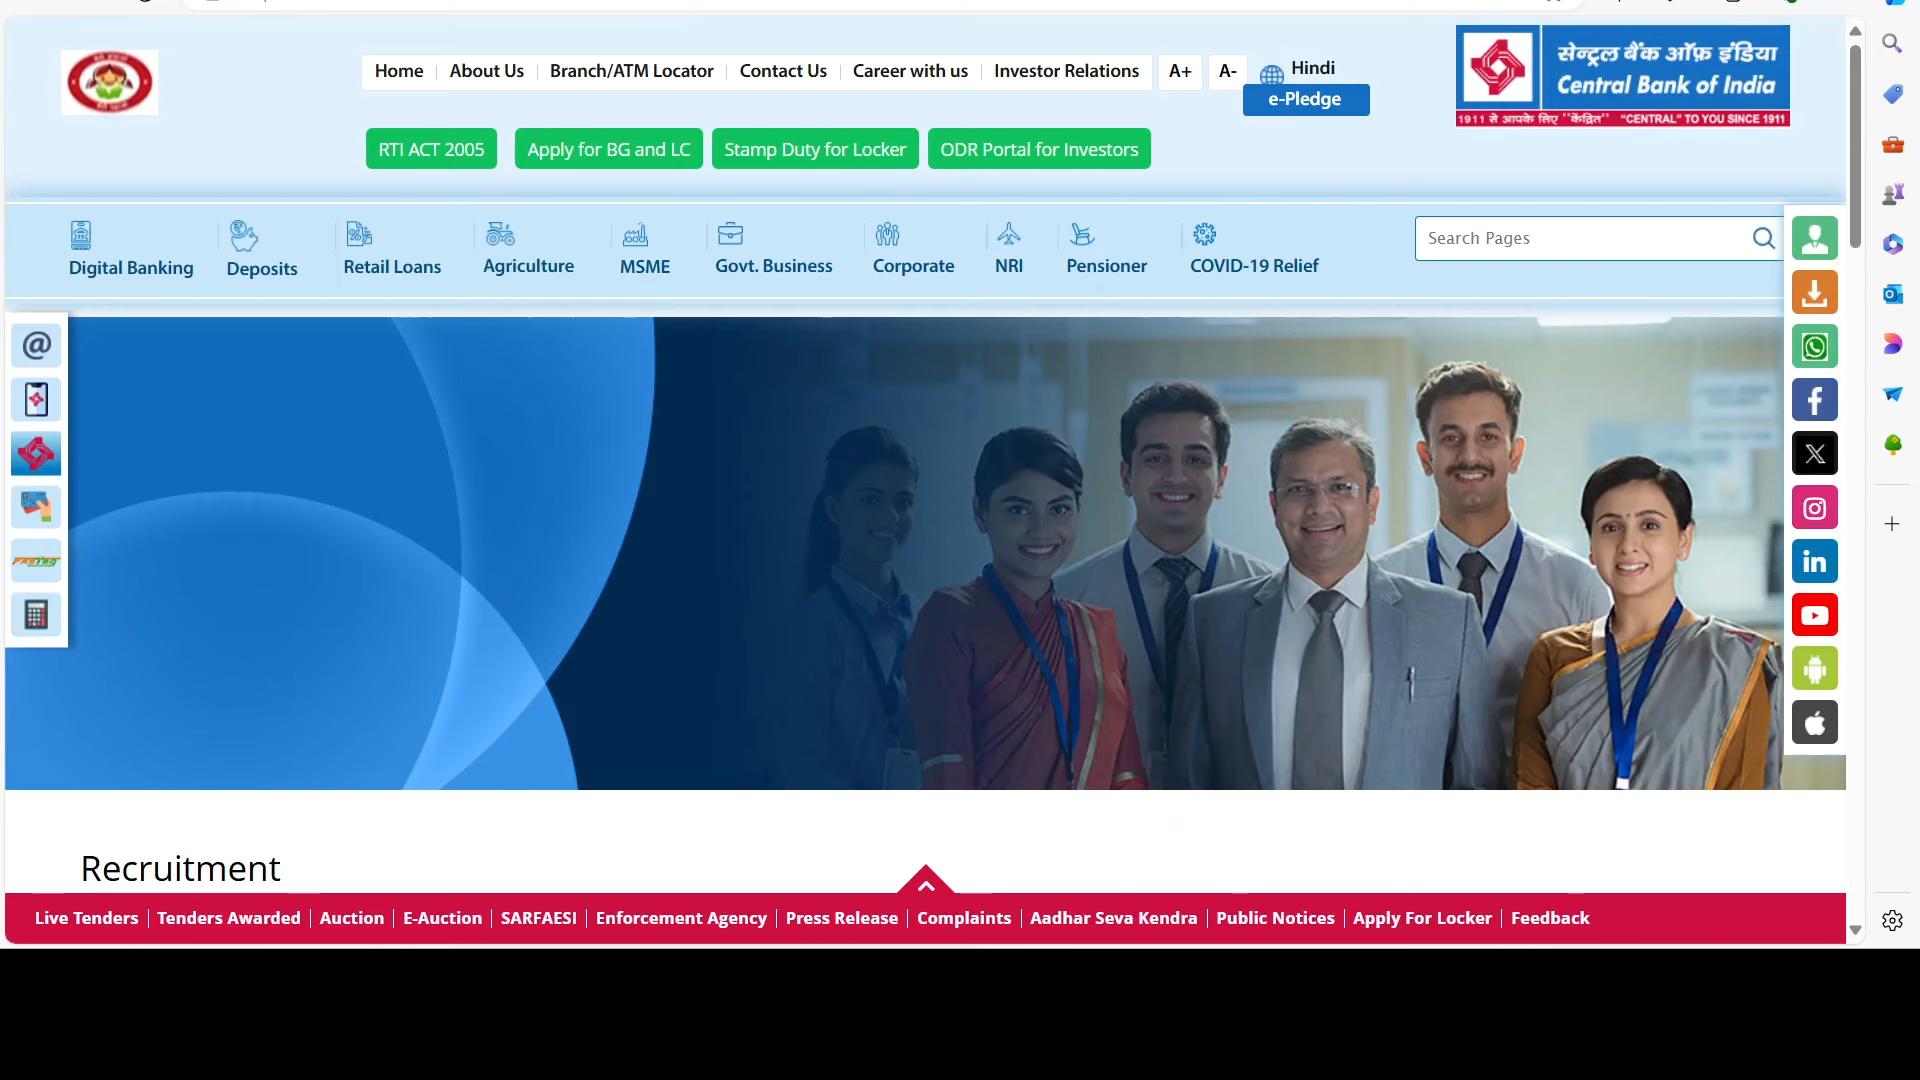 Home
About Us
Branch/ATM Locator
Contact Us
Career with us
Investor Relations
A+
A-
Hindi
e-Pledge
सेन्ट्रल बैंक ऑफ़ इंडिया
Central Bank of India
1911 से आपके लिए "केंद्रित" "CENTRAL" TO YOU SINCE 1911
RTI ACT 2005
Apply for BG and LC
Stamp Duty for Locker
ODR Portal for Investors
Digital Banking
Deposits
Retail Loans
Agriculture
MSME
Govt. Business
Corporate
NRI
Pensioner
COVID-19 Relief
Search Pages
Recruitment
Live Tenders
Tenders Awarded
Auction
E-Auction
SARFAESI
Enforcement Agency
Press Release
Complaints
Aadhar Seva Kendra
Public Notices
Apply For Locker
Feedback